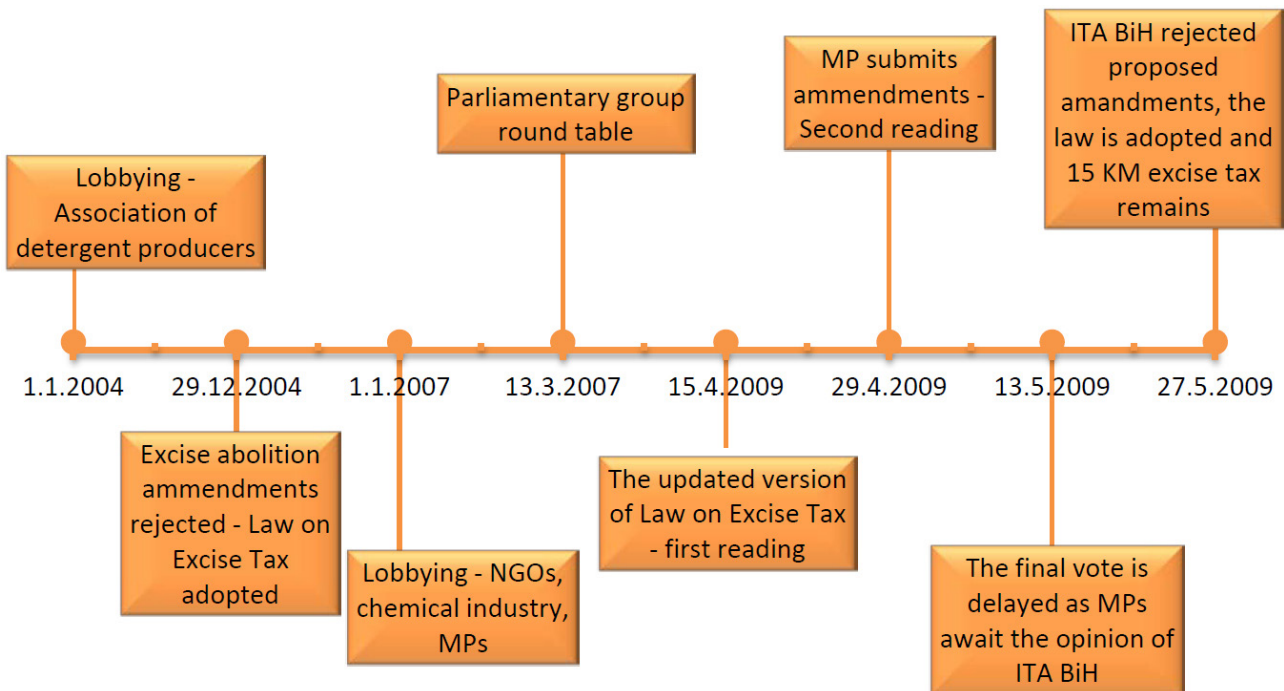 Lobbying -
Association of
detergent producers
Parliamentary group
round table
MP submits
ammendments -
Second reading
ITA BiH rejected
proposed
amandments, the
law is adopted and
15 KM excise tax
remains
1.1.2004
29.12.2004
1.1.2007
13.3.2007
15.4.2009
29.4.2009
13.5.2009
27.5.2009
Excise abolition
ammendments
rejected - Law on
Excise Tax
adopted
Lobbying - NGOs,
chemical industry,
MPs
The updated version
of Law on Excise Tax
- first reading
The final vote is
delayed as MPs
await the opinion of
ITA BiH